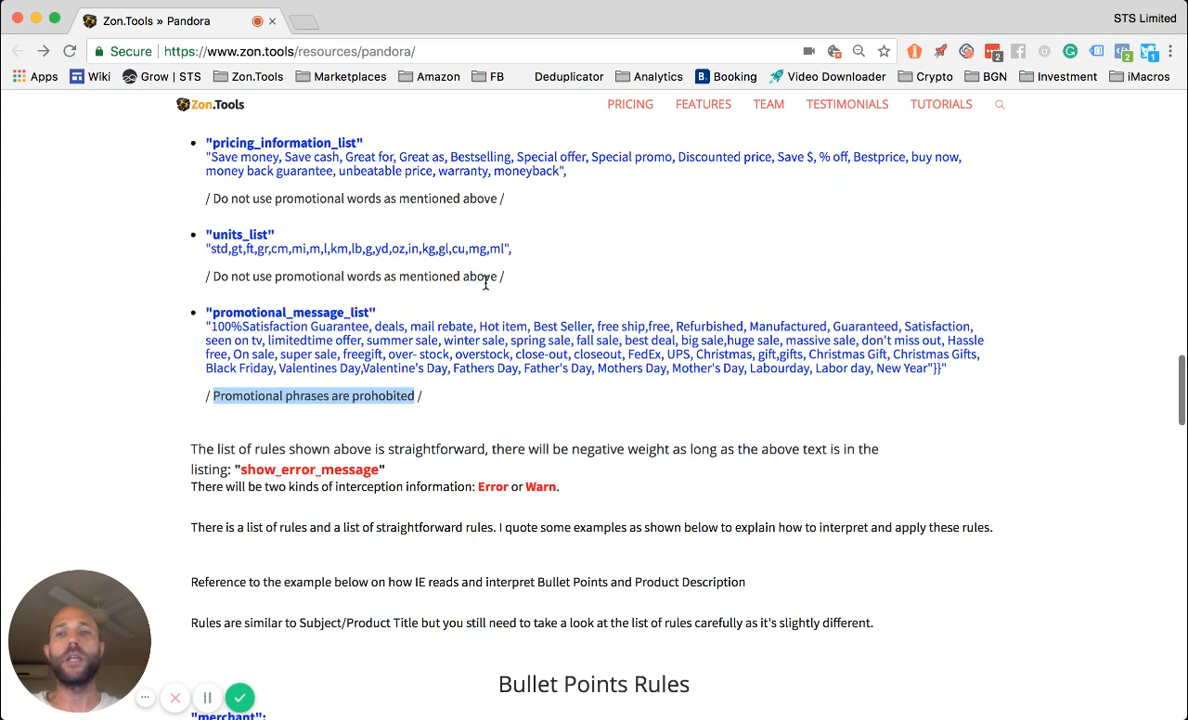 Zon.Tools » Pandora
STS Limited
Secure
https://www.zon.tools/resources/pandora/
2
2
1
Apps
Wiki
Grow | STS
Zon.Tools
Marketplaces
Amazon
FB
Deduplicator
Analytics
Booking
Video Downloader
Crypto
BGN
Investment
iMacros
Zon.Tools
PRICING
FEATURES
TEAM
TESTIMONIALS
TUTORIALS
"pricing_information_list"
"Save money, Save cash, Great for, Great as, Bestselling, Special offer, Special promo, Discounted price, Save $, % off, Bestprice, buy now,
money back guarantee, unbeatable price, warranty, moneyback",
/ Do not use promotional words as mentioned above /
"units_list"
"std,gt,ft,gr,cm,mi,m,l,km,lb,g,yd,oz,in,kg,gl,cu,mg,ml",
/ Do not use promotional words as mentioned above /
"promotional_message_list"
"100%Satisfaction Guarantee, deals, mail rebate, Hot item, Best Seller, free ship,free, Refurbished, Manufactured, Guaranteed, Satisfaction,
seen on tv, limitedtime offer, summer sale, winter sale, spring sale, fall sale, best deal, big sale,huge sale, massive sale, don't miss out, Hassle
free, On sale, super sale, freegift, over- stock, overstock, close-out, closeout, FedEx, UPS, Christmas, gift,gifts, Christmas Gift, Christmas Gifts,
Black Friday, Valentines Day,Valentine's Day, Fathers Day, Father's Day, Mothers Day, Mother's Day, Labourday, Labor day, New Year"}}"
/ Promotional phrases are prohobited /
The list of rules shown above is straightforward, there will be negative weight as long as the above text is in the
listing: "show_error_message"
There will be two kinds of interception information: Error or Warn.
There is a list of rules and a list of straightforward rules. I quote some examples as shown below to explain how to interpret and apply these rules.
Reference to the example below on how IE reads and interpret Bullet Points and Product Description
Rules are similar to Subject/Product Title but you still need to take a look at the list of rules carefully as it's slightly different.
Bullet Points Rules
"merchant":